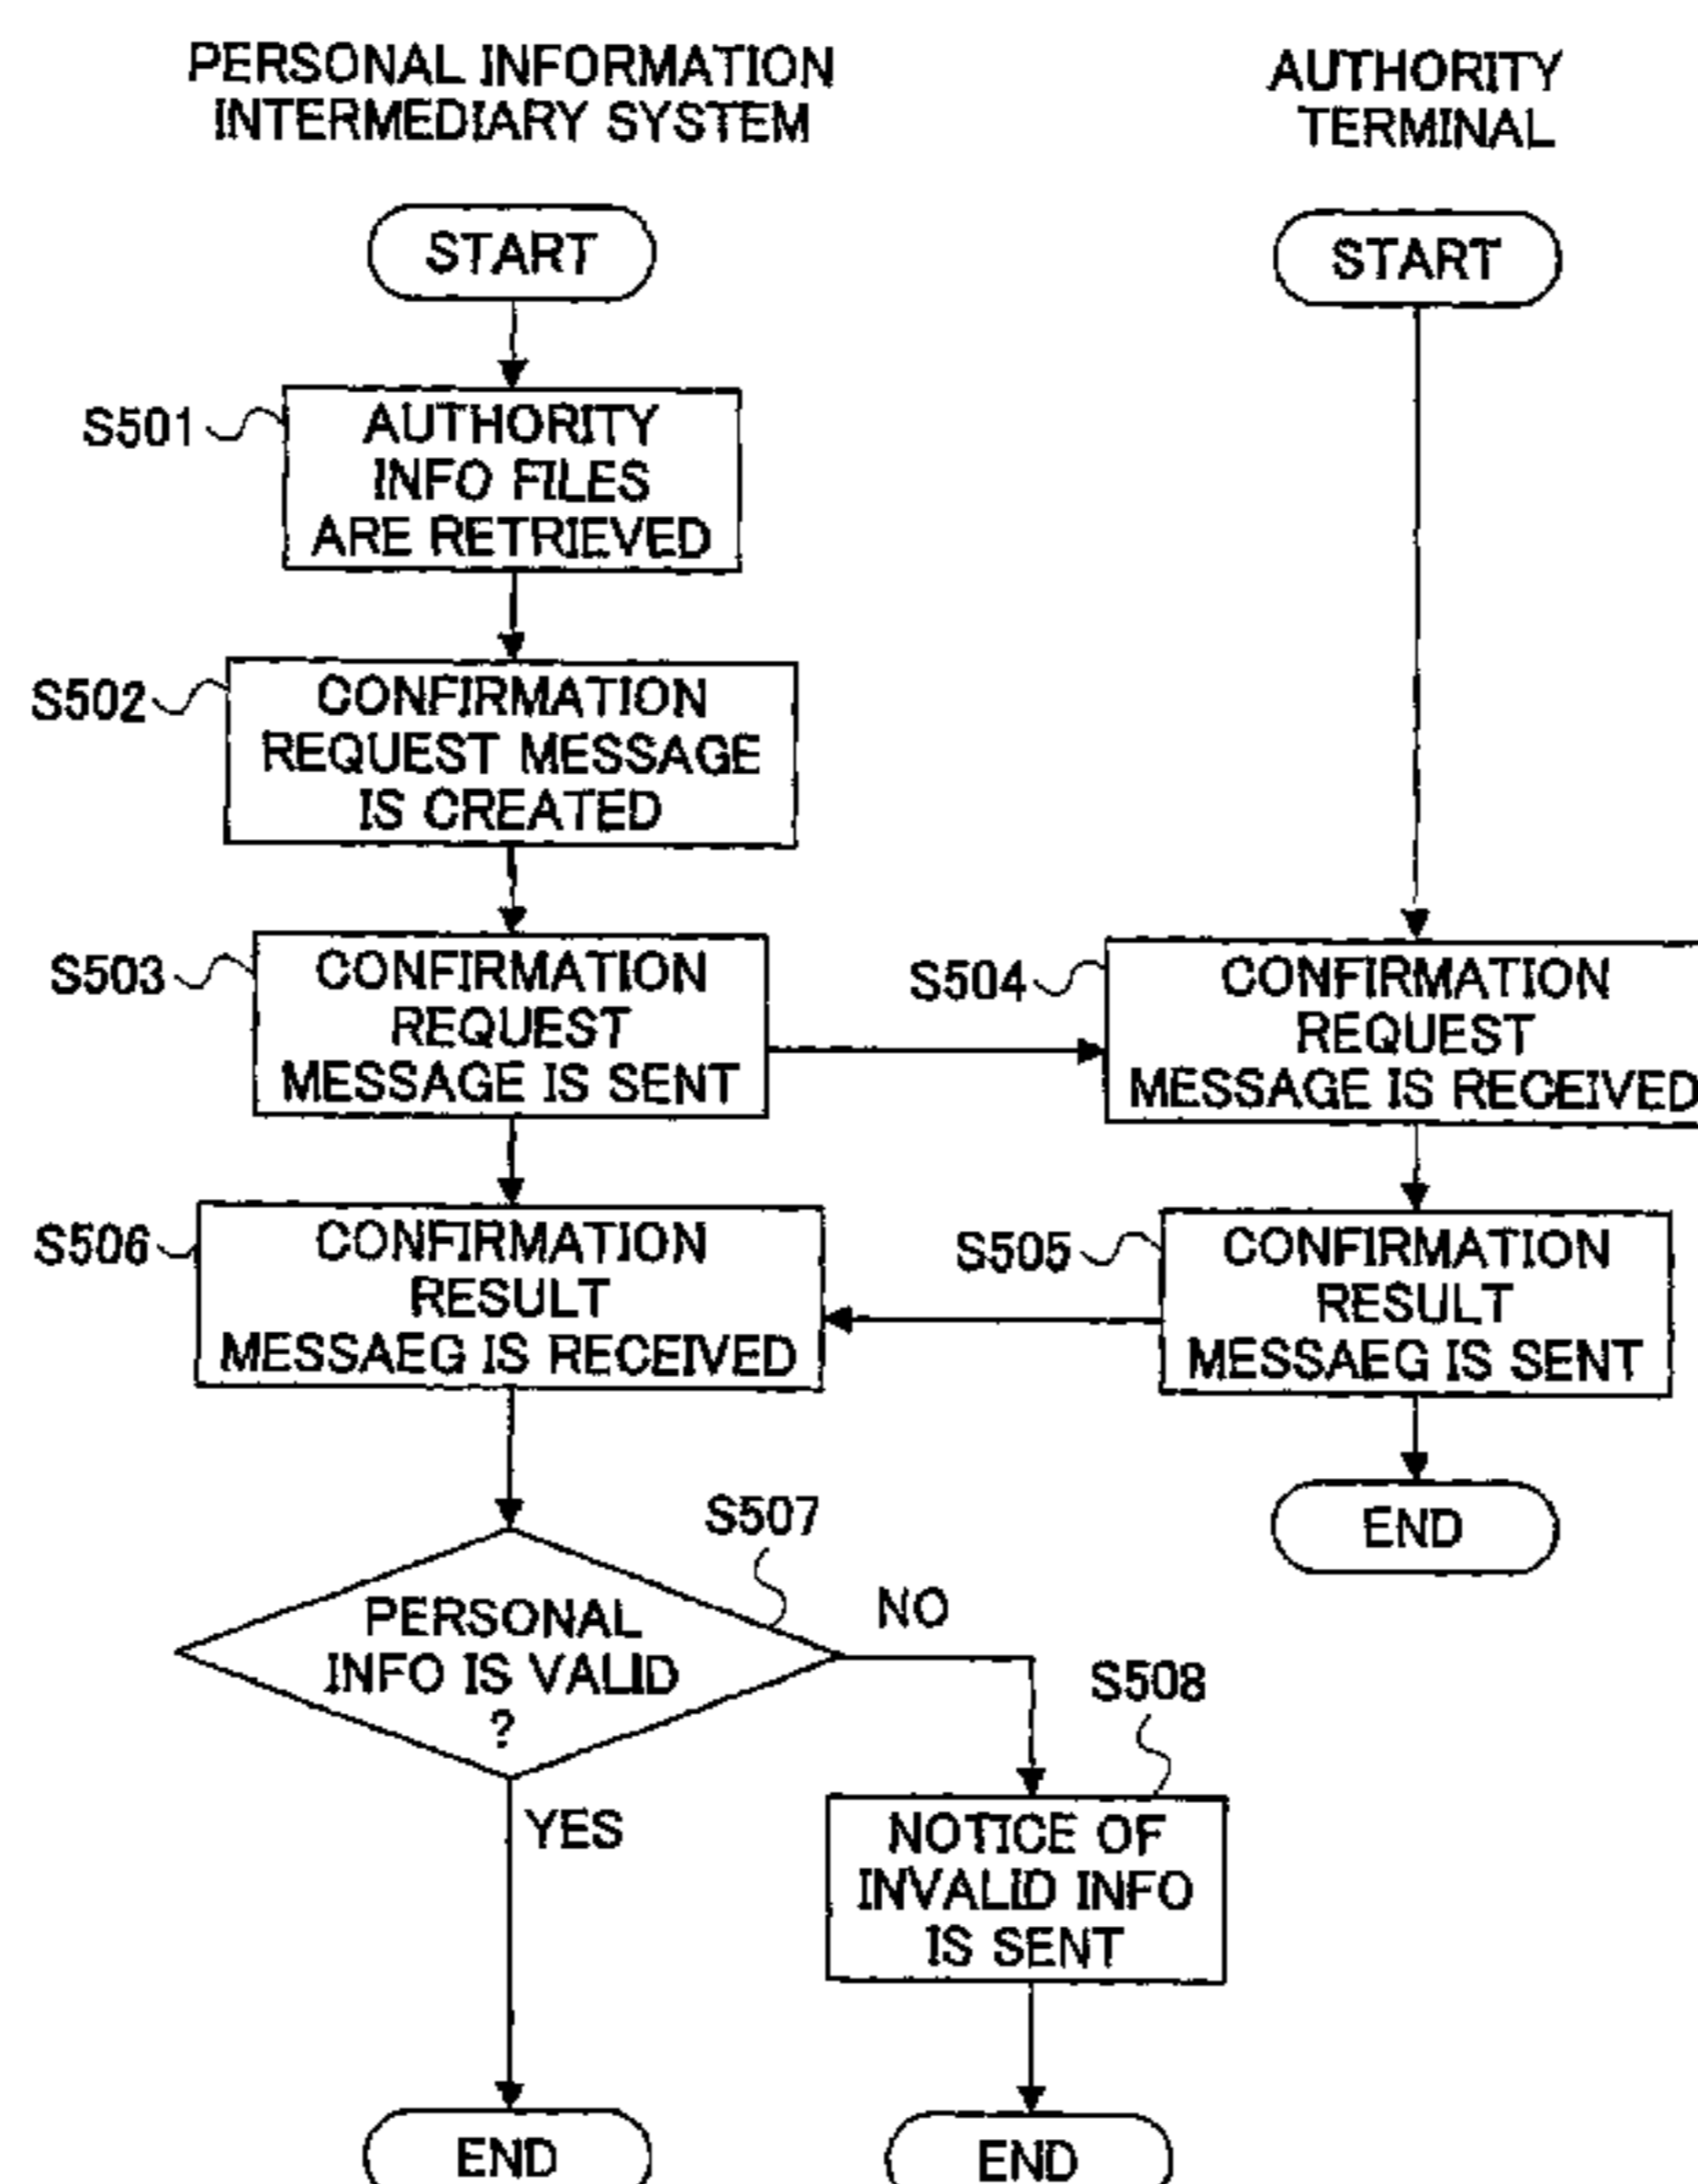 PERSONAL INFORMATION
INTERMEDIARY SYSTEM
AUTHORITY
TERMINAL
START
START
S501
AUTHORITY
INFO FILES
ARE RETRIEVED
S502
CONFIRMATION
REQUEST MESSAGE
IS CREATED
S503
CONFIRMATION
REQUEST
MESSAGE IS SENT
S504
CONFIRMATION
REQUEST
MESSAGE IS RECEIVED
S506
CONFIRMATION
RESULT
MESSAEG IS RECEIVED
S505
CONFIRMATION
RESULT
MESSAEG IS SENT
END
S507
PERSONAL
INFO IS VALID
?
NO
YES
S508
NOTICE OF
INVALID INFO
IS SENT
END
END